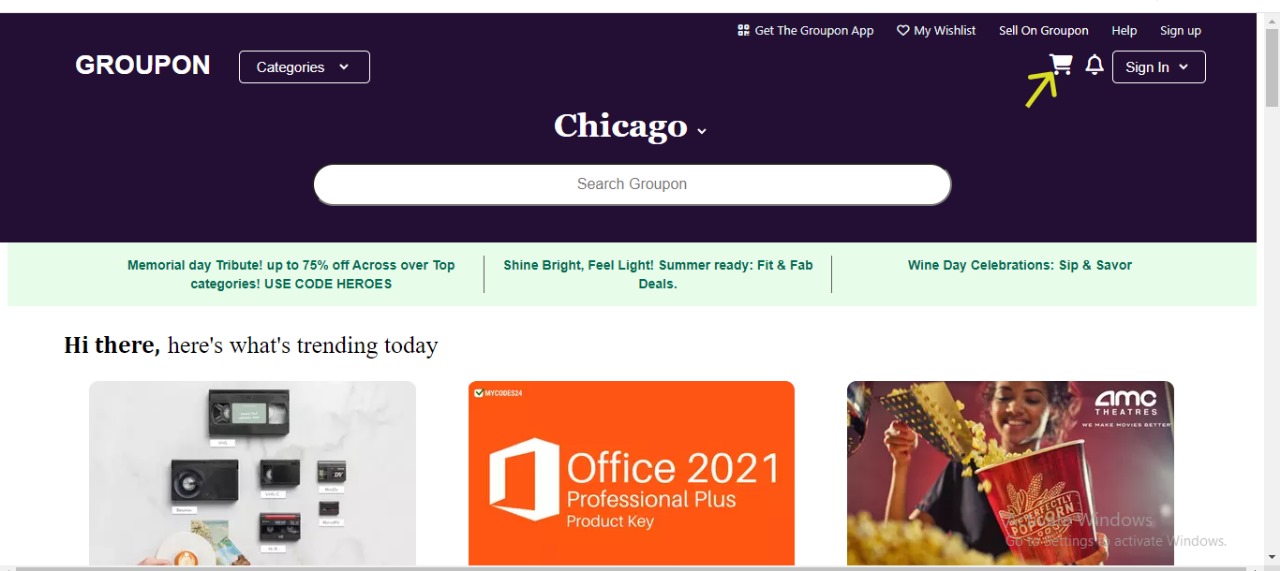 Get The Groupon App My Wishlist Sell On Groupon Help Sign up
GROUPON Categories Sign In
Chicago
Search Groupon
Memorial day Tribute! up to 75% off Across over Top
categories! USE CODE HEROES
Shine Bright, Feel Light! Summer ready: Fit & Fab
Deals.
Wine Day Celebrations: Sip & Savor
Hi there, here's what's trending today
MYCODES24
Office 2021
Professional Plus
Product Key
amc
THEATRES
WE MAKE MOVIES BETTER
PERFECTLY
POPCORN
Activate Windows
Go to Settings to activate Windows.